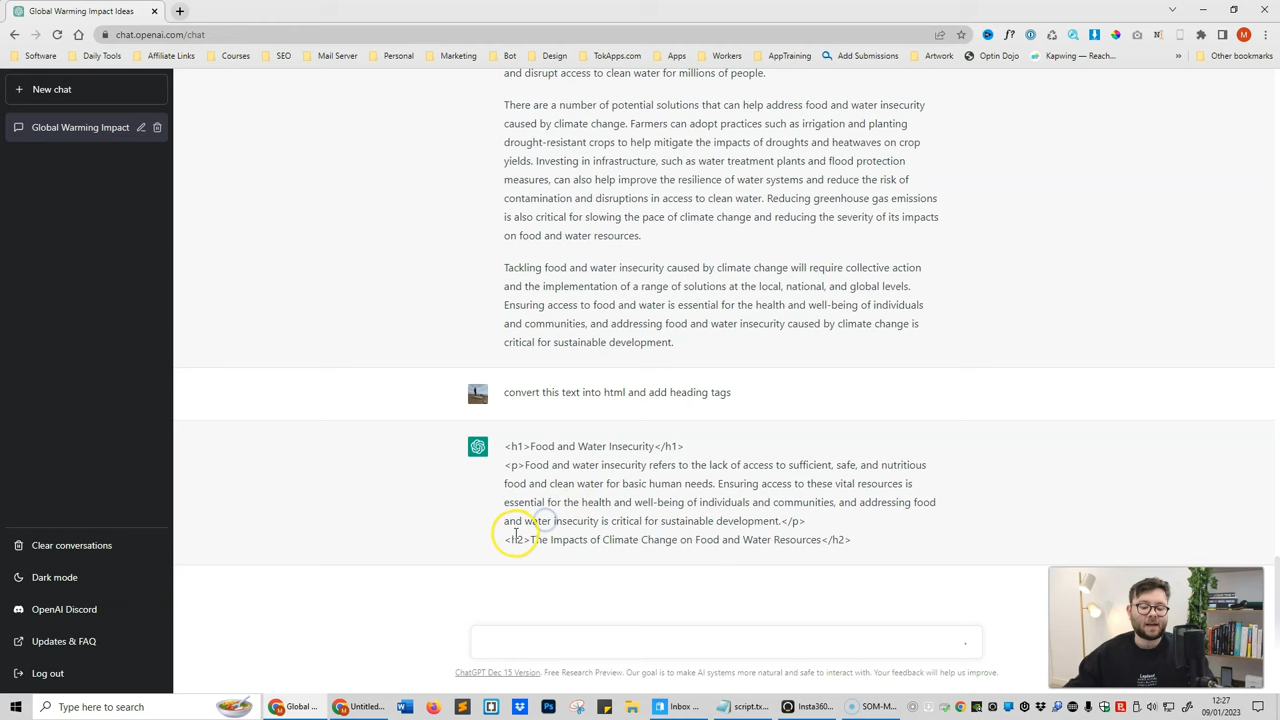 Global Warming Impact Ideas
chat.openai.com/chat
Software
Daily Tools
Affiliate Links
Courses
SEO
Mail Server
Personal
Marketing
Bot
Design
TokApps.com
Apps
Workers
AppTraining
Add Submissions
Artwork
Optin Dojo
Kapwing — Reach...
Other bookmarks
New chat
Global Warming Impact
Clear conversations
Dark mode
OpenAI Discord
Updates & FAQ
Log out
and disrupt access to clean water for millions of people.
There are a number of potential solutions that can help address food and water insecurity
caused by climate change. Farmers can adopt practices such as irrigation and planting
drought-resistant crops to help mitigate the impacts of droughts and heatwaves on crop
yields. Investing in infrastructure, such as water treatment plants and flood protection
measures, can also help improve the resilience of water systems and reduce the risk of
contamination and disruptions in access to clean water. Reducing greenhouse gas emissions
is also critical for slowing the pace of climate change and reducing the severity of its impacts
on food and water resources.
Tackling food and water insecurity caused by climate change will require collective action
and the implementation of a range of solutions at the local, national, and global levels.
Ensuring access to food and water is essential for the health and well-being of individuals
and communities, and addressing food and water insecurity caused by climate change is
critical for sustainable development.
convert this text into html and add heading tags
<h1>Food and Water Insecurity</h1>
<p>Food and water insecurity refers to the lack of access to sufficient, safe, and nutritious
food and clean water for basic human needs. Ensuring access to these vital resources is
essential for the health and well-being of individuals and communities, and addressing food
and water insecurity is critical for sustainable development.</p>
<h2>The Impacts of Climate Change on Food and Water Resources</h2>
ChatGPT Dec 15 Version. Free Research Preview. Our goal is to make AI systems more natural and safe to interact with. Your feedback will help us improve.
Type here to search
Global ...
Untitled...
Inbox ...
script.tx...
Insta360...
SOM-M...
12:27
09/01/2023